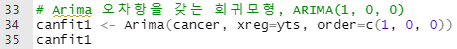 33 # Arima 오차항을 갖는 회귀모형, ARIMA(1, 0, 0)
34 canfit1 <- Arima(cancer, xreg=yts, order=c(1, 0, 0))
35 canfit1